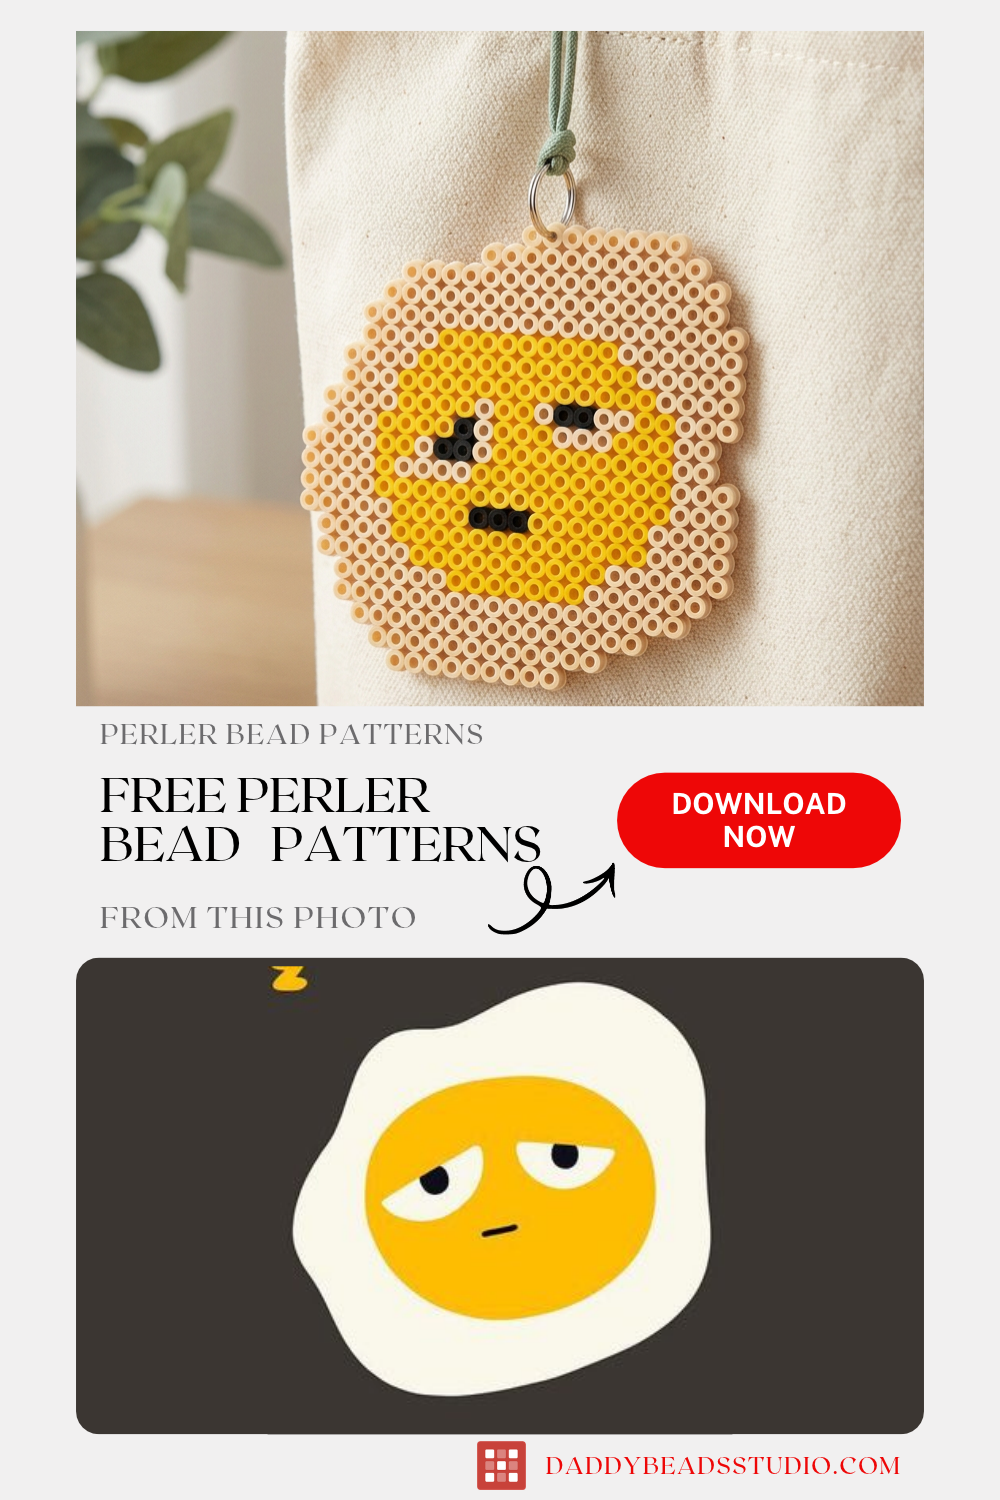 PERLER BEAD PATTERNS
FREE PERLER
BEAD PATTERNS
DOWNLOAD
NOW
FROM THIS PHOTO
z
DADDYBEADSSTUDIO.COM